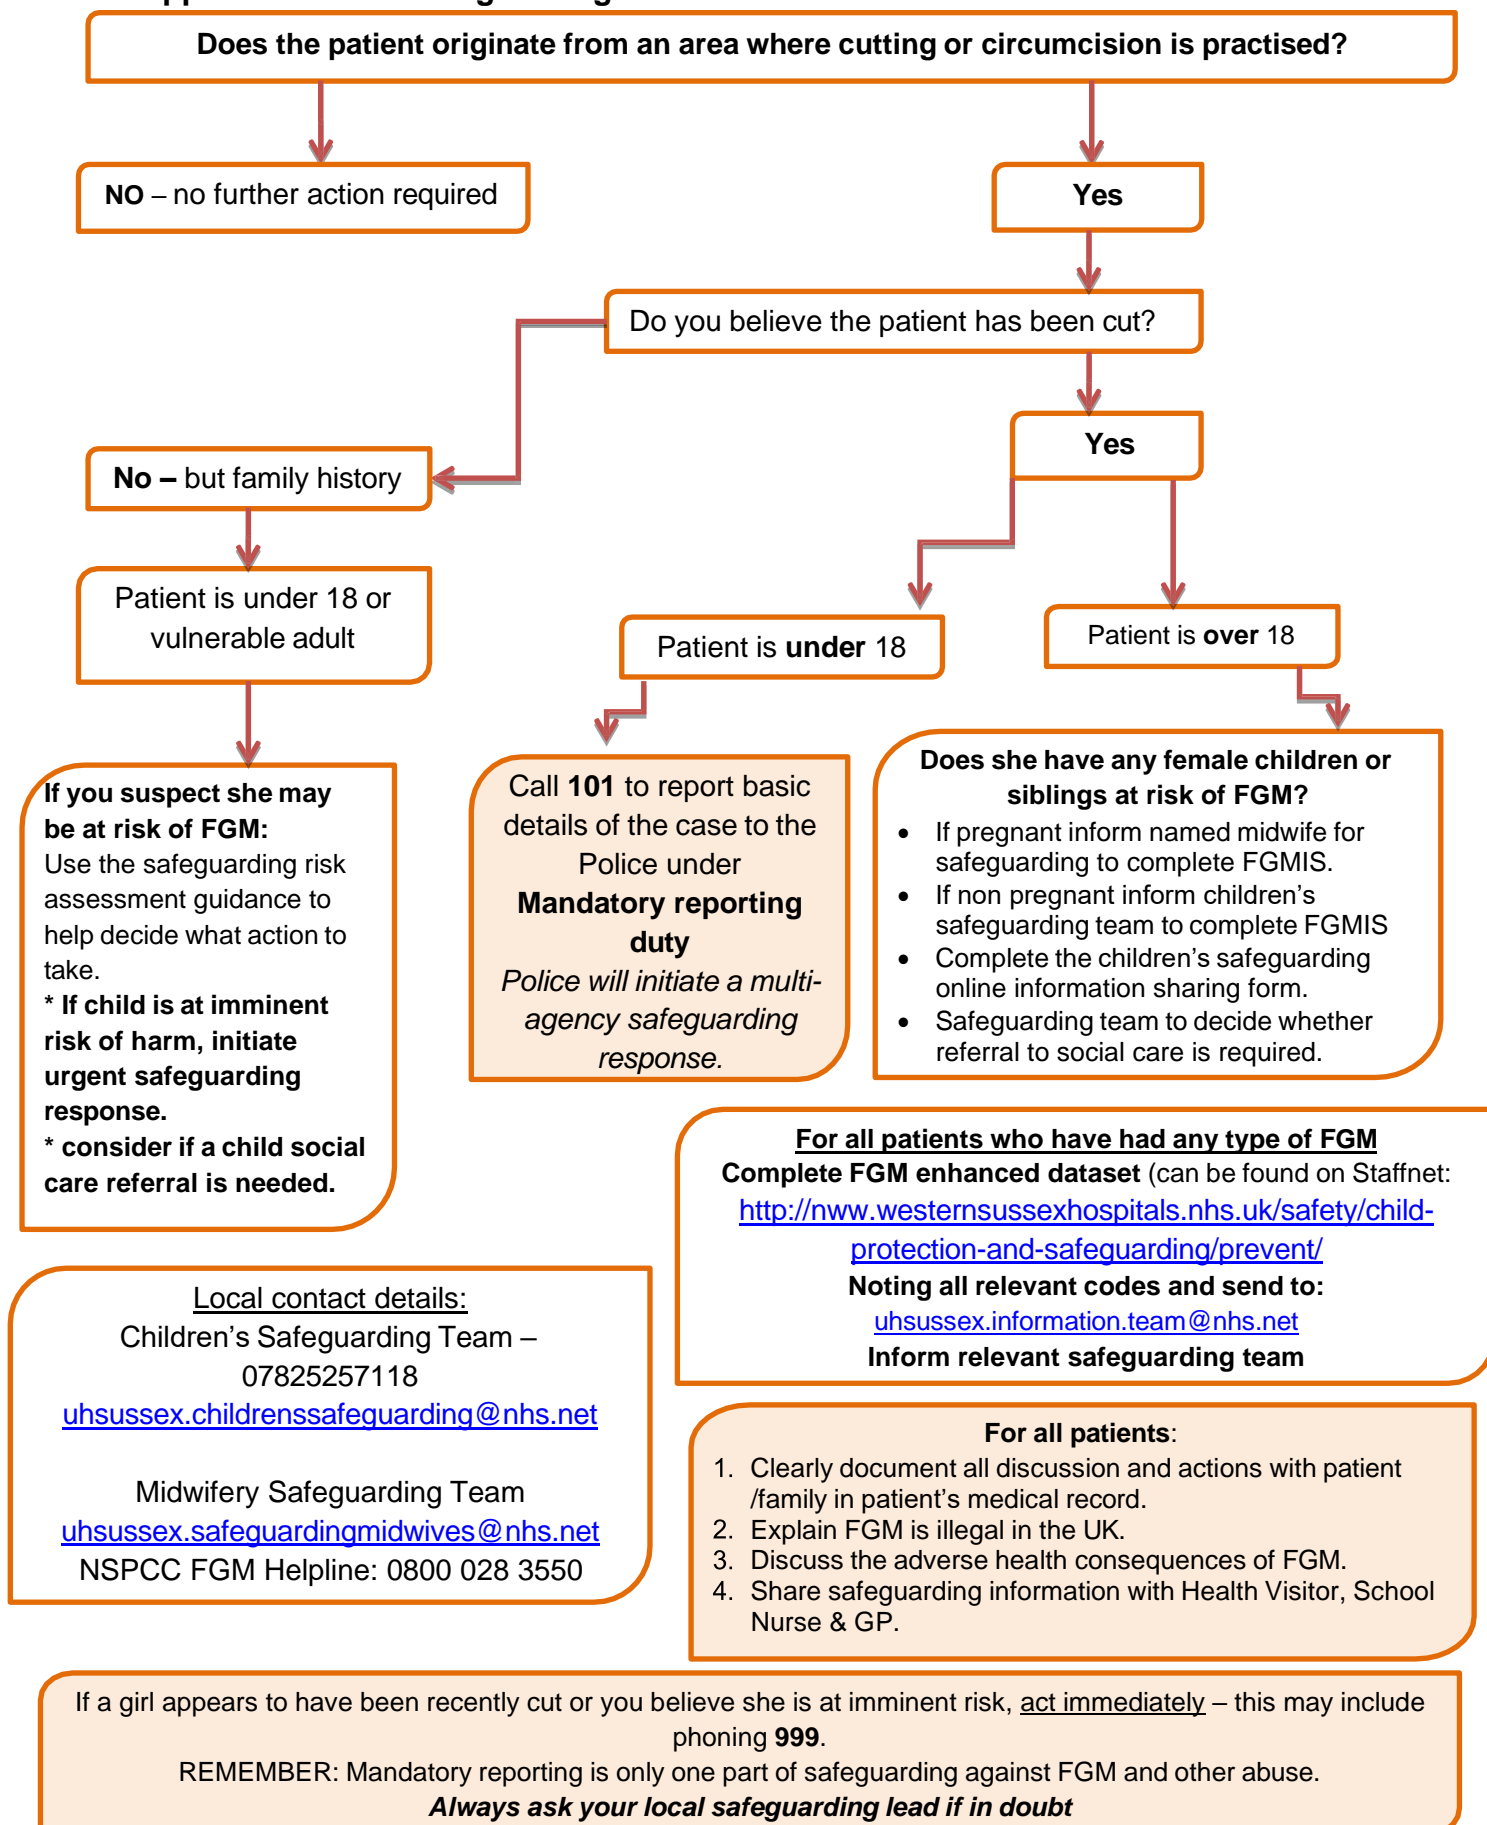 Does the patient originate from an area where cutting or circumcision is practised?
NO – no further action required
Yes
Do you believe the patient has been cut?
Yes
No – but family history
Patient is under 18 or
vulnerable adult
Patient is under 18
Patient is over 18
If you suspect she may
be at risk of FGM:
Use the safeguarding risk
assessment guidance to
help decide what action to
take.
* If child is at imminent
risk of harm, initiate
urgent safeguarding
response.
* consider if a child social
care referral is needed.
Call 101 to report basic
details of the case to the
Police under
Mandatory reporting
duty
Police will initiate a multi-
agency safeguarding
response.
Does she have any female children or
siblings at risk of FGM?
• If pregnant inform named midwife for
safeguarding to complete FGMIS.
• If non pregnant inform children’s
safeguarding team to complete FGMIS
• Complete the children’s safeguarding
online information sharing form.
• Safeguarding team to decide whether
referral to social care is required.
For all patients who have had any type of FGM
Complete FGM enhanced dataset (can be found on Staffnet:
http://nww.westernsussexhospitals.nhs.uk/safety/child-
protection-and-safeguarding/prevent/
Noting all relevant codes and send to:
uhsussex.information.team@nhs.net
Inform relevant safeguarding team
Local contact details:
Children’s Safeguarding Team –
07825257118
uhsussex.childrenssafeguarding@nhs.net
Midwifery Safeguarding Team
uhsussex.safeguardingmidwives@nhs.net
NSPCC FGM Helpline: 0800 028 3550
For all patients:
1. Clearly document all discussion and actions with patient
/family in patient’s medical record.
2. Explain FGM is illegal in the UK.
3. Discuss the adverse health consequences of FGM.
4. Share safeguarding information with Health Visitor, School
Nurse & GP.
If a girl appears to have been recently cut or you believe she is at imminent risk, act immediately – this may include
phoning 999.
REMEMBER: Mandatory reporting is only one part of safeguarding against FGM and other abuse.
Always ask your local safeguarding lead if in doubt